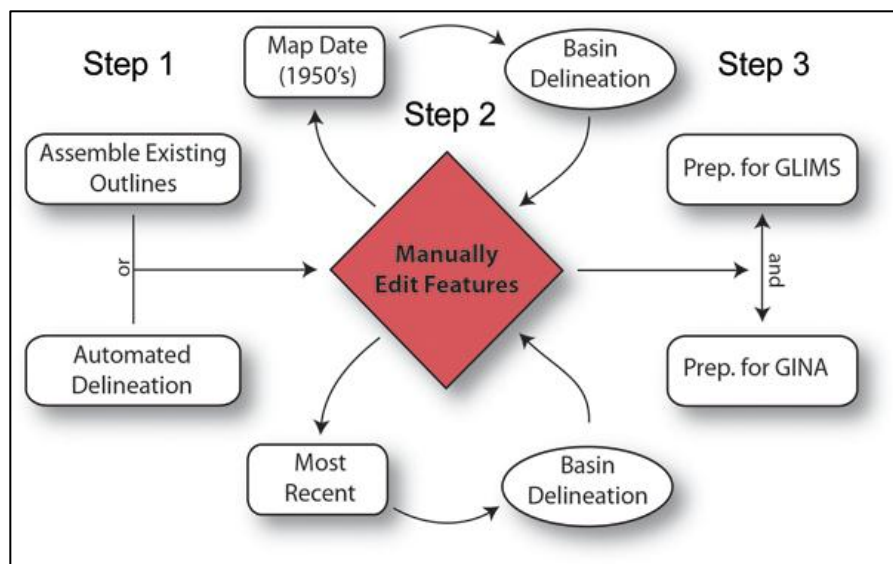 Step 1
Assemble Existing
Outlines
or
Automated
Delineation
Map Date
(1950's)
Basin
Delineation
Step 2
Manually
Edit Features
Most
Recent
Basin
Delineation
Step 3
Prep. for GLIMS
and
Prep. for GINA